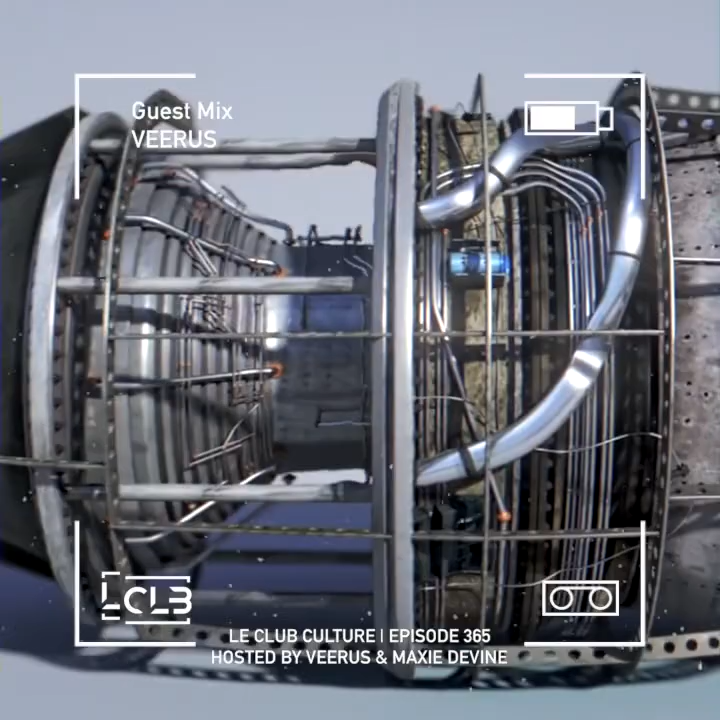 Guest Mix
VEERUS
LCLB
LE CLUB CULTURE | EPISODE 365
HOSTED BY VEERUS & MAXIE DEVINE